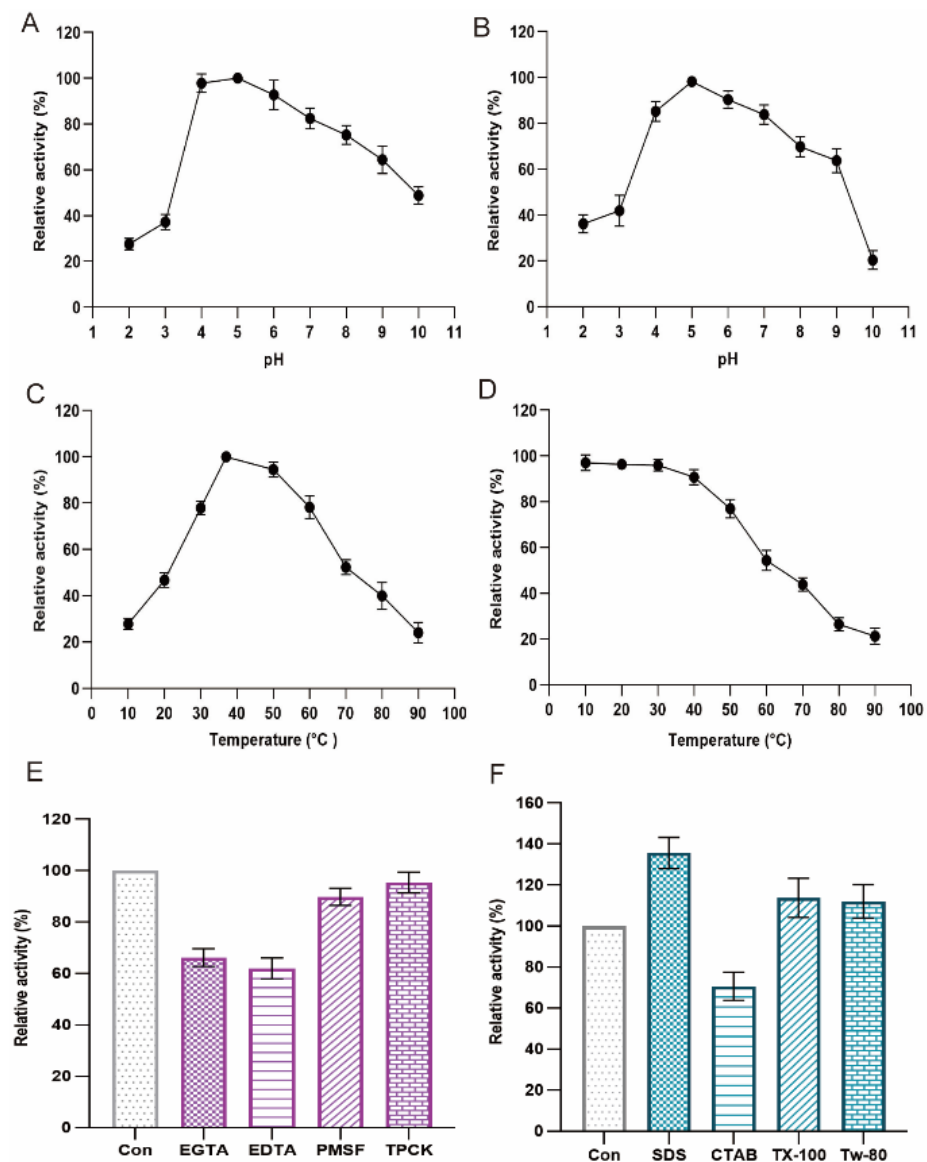 A
Relative activity (%)
120
100
80
60
40
20
0
1 2 3 4 5 6 7 8 9 10 11
pH
B
Relative activity (%)
120
100
80
60
40
20
0
1 2 3 4 5 6 7 8 9 10 11
pH
C
Relative activity (%)
120
100
80
60
40
20
0
0 10 20 30 40 50 60 70 80 90 100
Temperature (°C )
D
Relative activity (%)
120
100
80
60
40
20
0
0 10 20 30 40 50 60 70 80 90 100
Temperature (°C)
E
Relative activity (%)
120
100
80
60
40
20
0
Con EGTA EDTA PMSF TPCK
F
Relative activity (%)
160
140
120
100
80
60
40
20
0
Con SDS CTAB TX-100 Tw-80